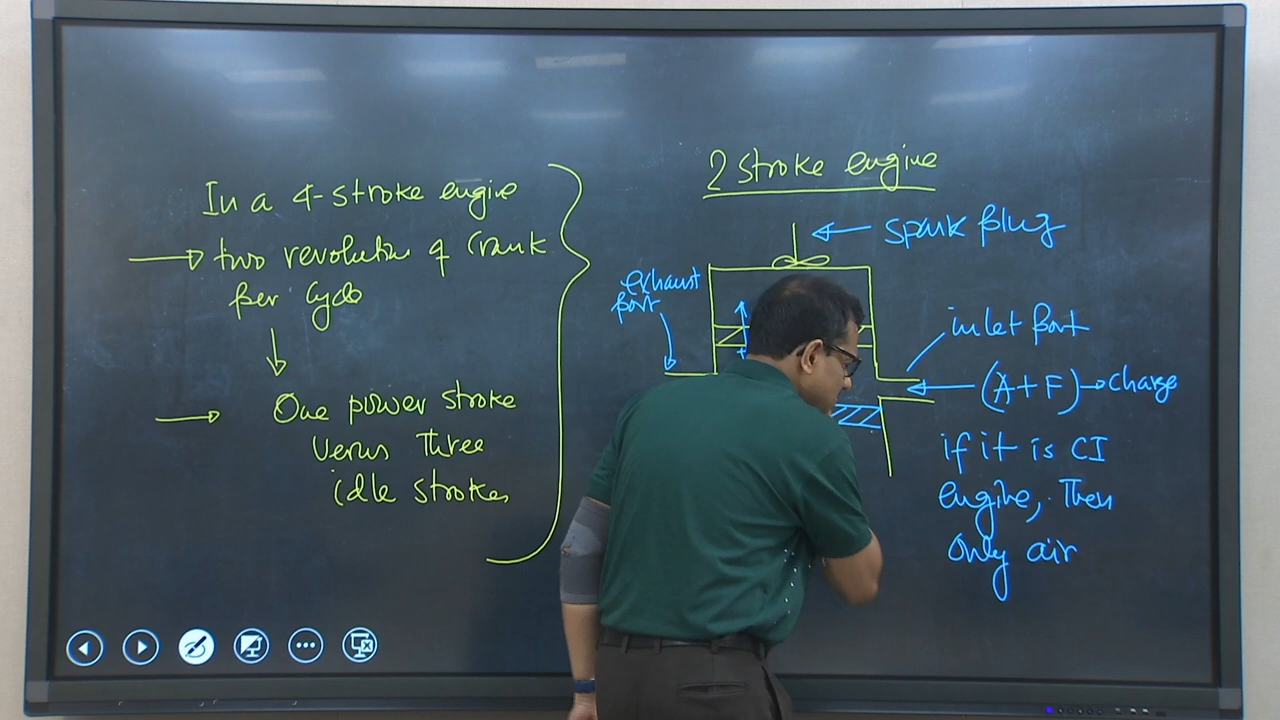 In a 4-stroke engine
two revolution of Crank
per Cycle
One power stroke
Versus Three
idle strokes
2 stroke engine
spark plug
exhaust
port
inlet port
(A+F) → Charge
if it is CI
engine, Then
Only air